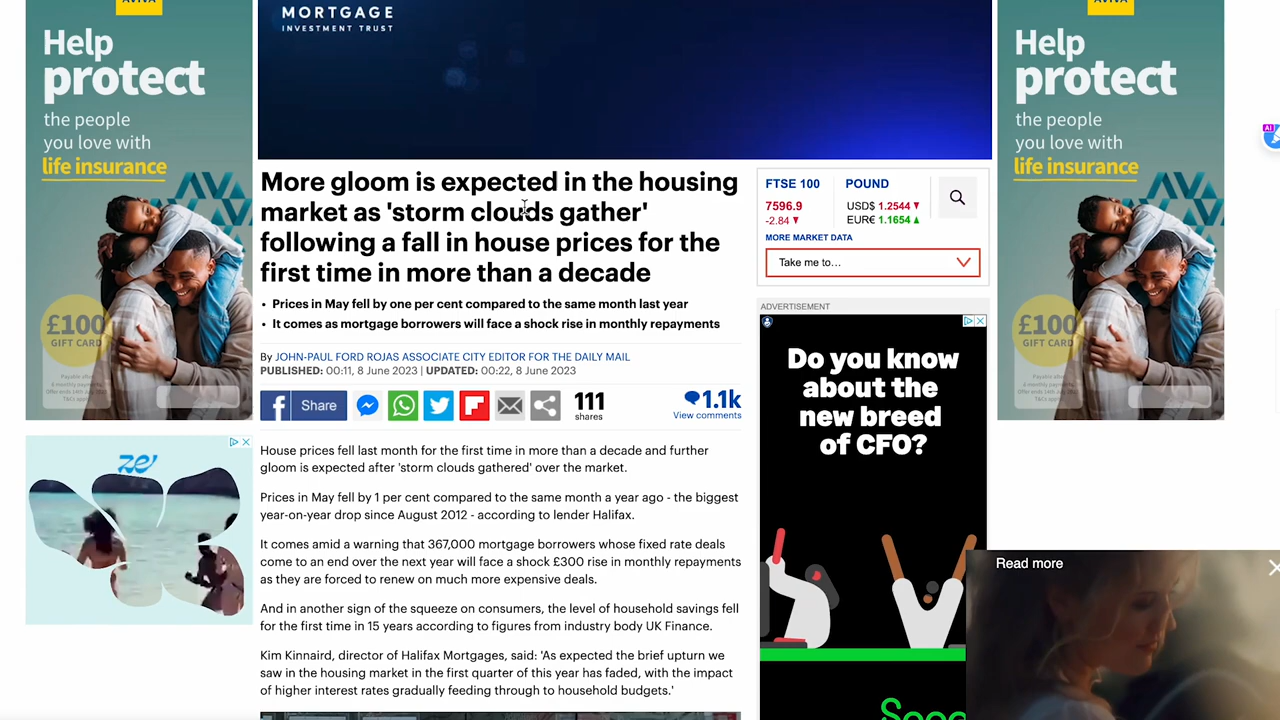 AVIVA
Help
protect
the people
you love with
life insurance
£100
GIFT CARD
MORTGAGE
INVESTMENT TRUST
More gloom is expected in the housing
market as 'storm clouds gather'
following a fall in house prices for the
first time in more than a decade
• Prices in May fell by one per cent compared to the same month last year
• It comes as mortgage borrowers will face a shock rise in monthly repayments
By JOHN-PAUL FORD ROJAS ASSOCIATE CITY EDITOR FOR THE DAILY MAIL
PUBLISHED: 00:11, 8 June 2023 | UPDATED: 00:22, 8 June 2023
Share
111
shares
1.1k
View comments
House prices fell last month for the first time in more than a decade and further
gloom is expected after 'storm clouds gathered' over the market.
Prices in May fell by 1 per cent compared to the same month a year ago - the biggest
year-on-year drop since August 2012 - according to lender Halifax.
It comes amid a warning that 367,000 mortgage borrowers whose fixed rate deals
come to an end over the next year will face a shock £300 rise in monthly repayments
as they are forced to renew on much more expensive deals.
And in another sign of the squeeze on consumers, the level of household savings fell
for the first time in 15 years according to figures from industry body UK Finance.
Kim Kinnaird, director of Halifax Mortgages, said: 'As expected the brief upturn we
saw in the housing market in the first quarter of this year has faded, with the impact
of higher interest rates gradually feeding through to household budgets.'
FTSE 100
7596.9
-2.84
POUND
USD$ 1.2544
EUR€ 1.1654
MORE MARKET DATA
Take me to...
ADVERTISEMENT
Do you know
about the
new breed
of CFO?
AVIVA
Help
protect
the people
you love with
life insurance
£100
GIFT CARD
AI
Read more